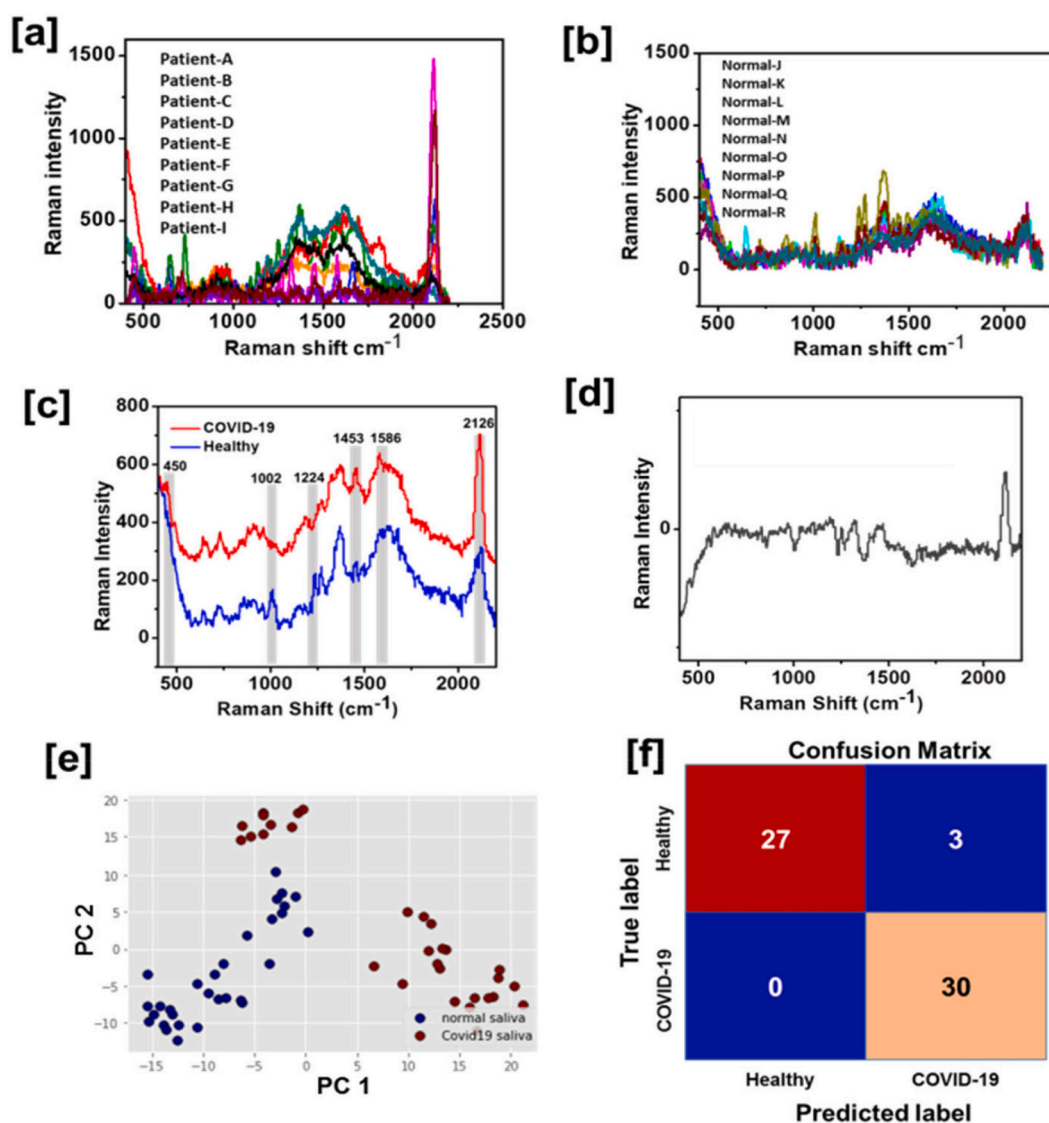 [a]
Raman intensity
1500
1000
500
0
Patient-A
Patient-B
Patient-C
Patient-D
Patient-E
Patient-F
Patient-G
Patient-H
Patient-I
500 1000 1500 2000 2500
Raman shift cm-1
[b]
Raman intensity
1500
1000
500
0
Normal-J
Normal-K
Normal-L
Normal-M
Normal-N
Normal-O
Normal-P
Normal-Q
Normal-R
500 1000 1500 2000
Raman shift cm-1
[c]
Raman Intensity
800
600
400
200
0
COVID-19
Healthy
450 1002 1224 1453 1586 2126
500 1000 1500 2000
Raman Shift (cm-1)
[d]
Raman Intensity
0
500 1000 1500 2000
Raman Shift (cm-1)
[e]
PC 2
20
15
10
5
0
−5
−10
normal saliva
Covid19 saliva
−15 −10 −5 0 5 10 15 20
PC 1
[f]
Confusion Matrix
True label
Healthy
27 3
COVID-19
0 30
Healthy COVID-19
Predicted label